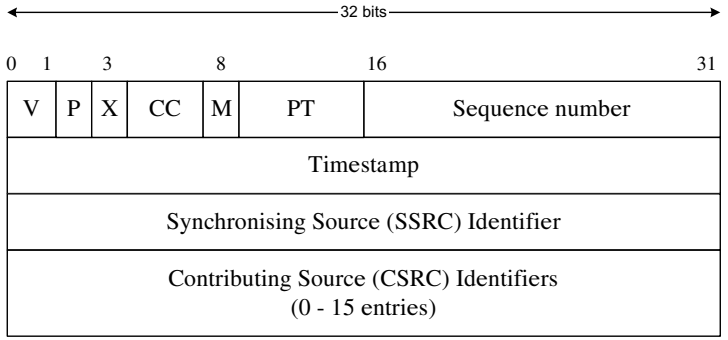 32 bits
0 1 3 8 16 31
V P X CC M PT Sequence number
Timestamp
Synchronising Source (SSRC) Identifier
Contributing Source (CSRC) Identifiers
(0 - 15 entries)